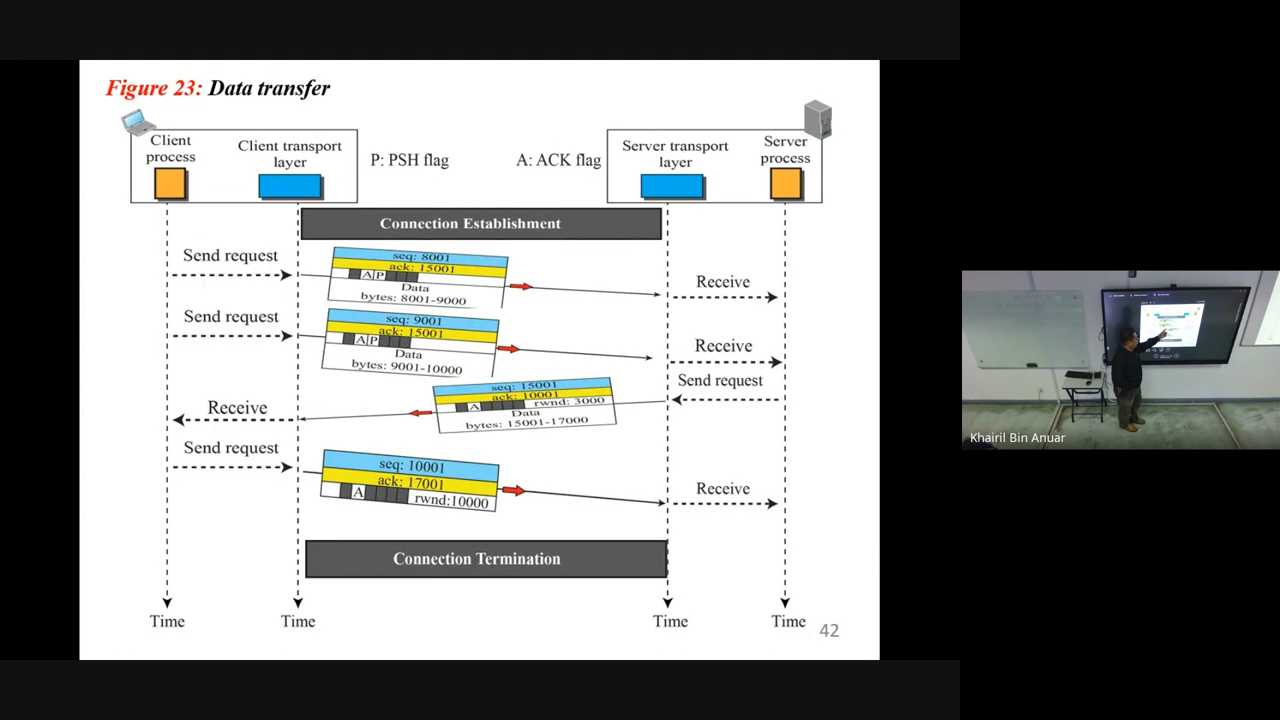 Figure 23: Data transfer
Client
process
Client transport
layer
P: PSH flag
A: ACK flag
Server transport
layer
Server
process
Connection Establishment
Send request
seq: 8001
ack: 15001
A P
Data
bytes: 8001-9000
Receive
Send request
seq: 9001
ack: 15001
A P
Data
bytes: 9001-10000
Receive
Send request
seq: 15001
ack: 10001
A rwnd: 3000
Data
bytes: 15001-17000
Receive
Send request
seq: 10001
ack: 17001
A rwnd:10000
Receive
Connection Termination
Time
Time
Time
Time
42
Khairil Bin Anuar